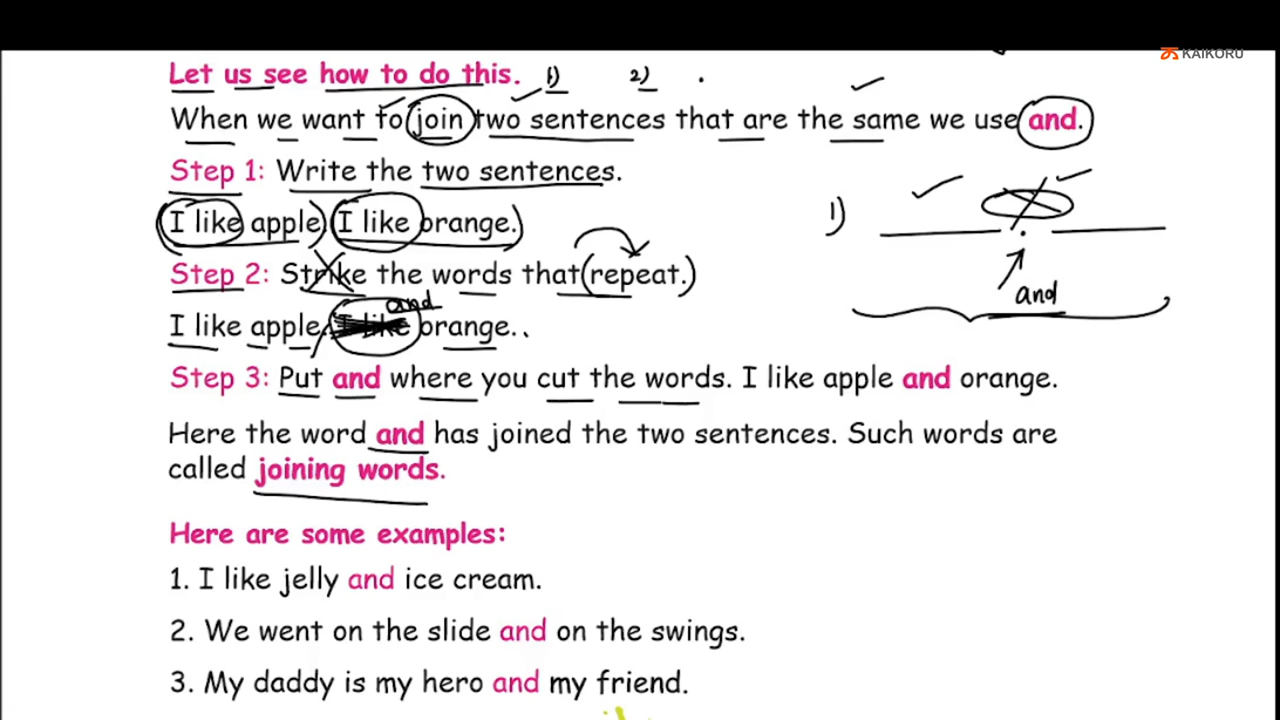 KAIKORU
Let us see how to do this. 1) 2) .
When we want to join two sentences that are the same we use and.
Step 1: Write the two sentences.
I like apple. I like orange.
1)
Step 2: Strike the words that repeat.
and
and
I like apple. I like orange.
Step 3: Put and where you cut the words. I like apple and orange.
Here the word and has joined the two sentences. Such words are
called joining words.
Here are some examples:
1. I like jelly and ice cream.
2. We went on the slide and on the swings.
3. My daddy is my hero and my friend.